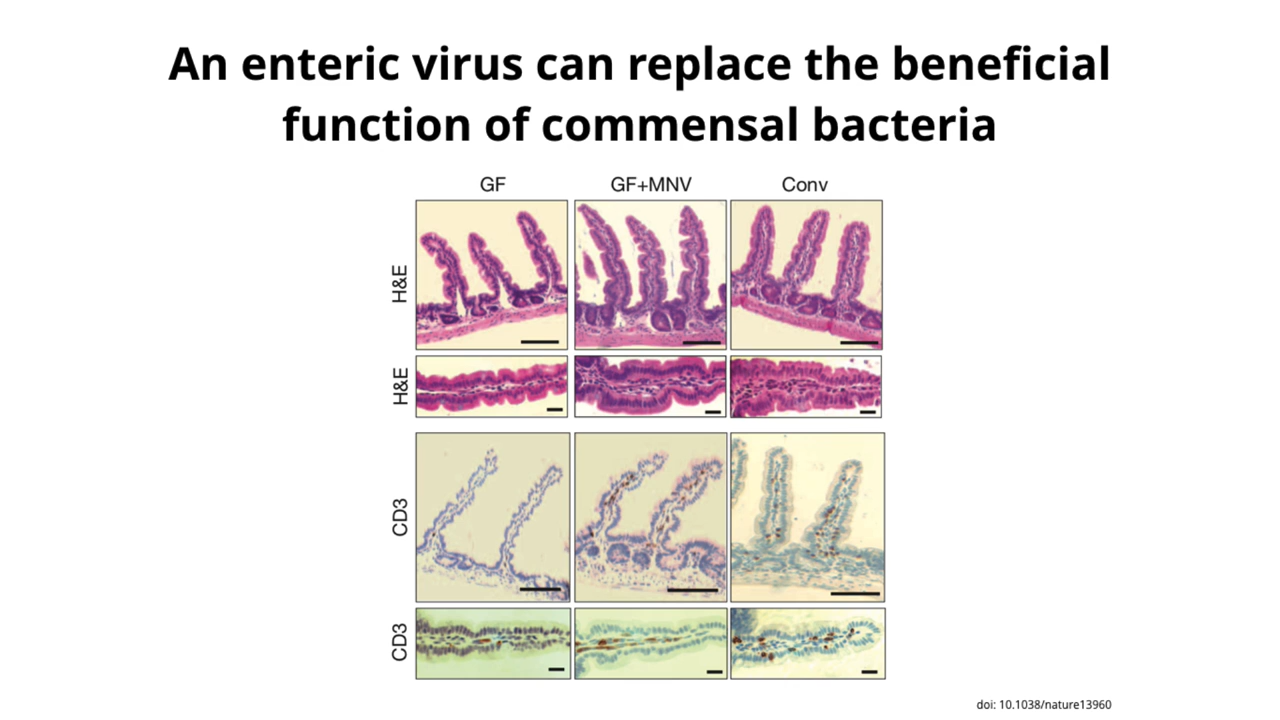 An enteric virus can replace the beneficial
function of commensal bacteria
GF GF+MNV Conv
H&E
H&E
CD3
CD3
doi: 10.1038/nature13960